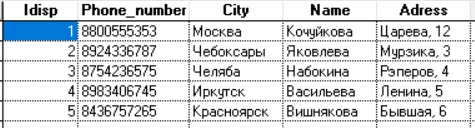 Idisp Phone_number City Name Adress
1 8800555353 Москва Кочуйкова Царева, 12
2 8924336787 Чебоксары Яковлева Мурзика, 3
3 8754236575 Челяба Набокина Рэперов, 4
4 8983406745 Иркутск Васильева Ленина, 5
5 8436757265 Красноярск Вишнякова Бывшая, 6